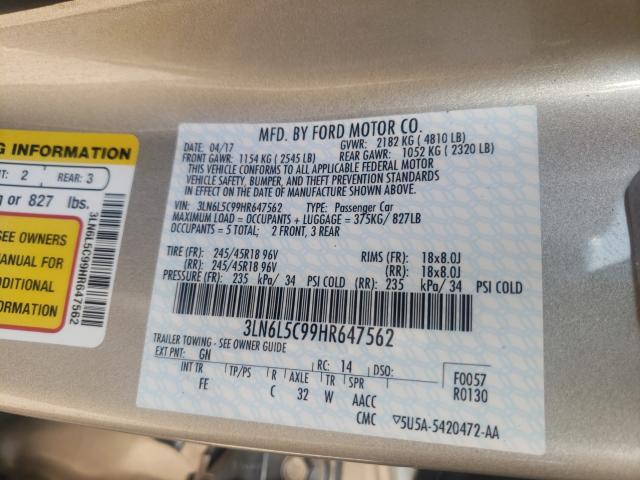 G INFORMATION
NT: 2 REAR: 3
g or 827 lbs.
SEE OWNERS
MANUAL FOR
ADDITIONAL
INFORMATION
3LN6L5C99HR647562
MFD. BY FORD MOTOR CO.
DATE: 04/17 GVWR: 2182 KG ( 4810 LB)
FRONT GAWR: 1154 KG ( 2545 LB) REAR GAWR: 1052 KG ( 2320 LB)
THIS VEHICLE CONFORMS TO ALL APPLICABLE FEDERAL MOTOR
VEHICLE SAFETY, BUMPER, AND THEFT PREVENTION STANDARDS
IN EFFECT ON THE DATE OF MANUFACTURE SHOWN ABOVE.
VIN: 3LN6L5C99HR647562 TYPE: Passenger Car
MAXIMUM LOAD = OCCUPANTS + LUGGAGE = 375KG/ 827LB
OCCUPANTS = 5 TOTAL: 2 FRONT, 3 REAR
TIRE (FR): 245/45R18 96V RIMS (FR): 18x8.0J
(RR): 245/45R18 96V (RR): 18x8.0J
PRESSURE (FR): 235 kPa/ 34 PSI COLD (RR): 235 kPa/ 34 PSI COLD
3LN6L5C99HR647562
TRAILER TOWING - SEE OWNER GUIDE
EXT PNT: GN RC: 14 DSO:
INT TR TP/PS R AXLE TR SPR
FE C 32 W AACC
CMC
F0057
R0130
▽5U5A-5420472-AA